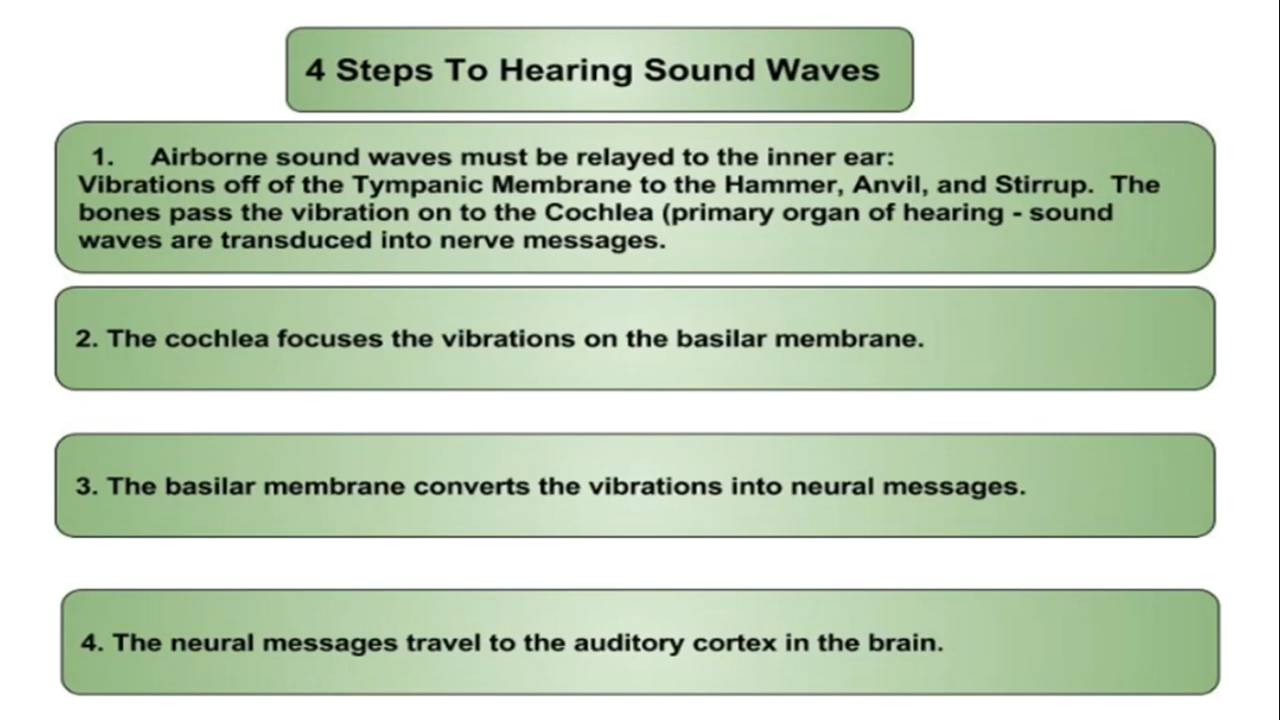 4 Steps To Hearing Sound Waves
1. Airborne sound waves must be relayed to the inner ear:
Vibrations off of the Tympanic Membrane to the Hammer, Anvil, and Stirrup. The
bones pass the vibration on to the Cochlea (primary organ of hearing - sound
waves are transduced into nerve messages.
2. The cochlea focuses the vibrations on the basilar membrane.
3. The basilar membrane converts the vibrations into neural messages.
4. The neural messages travel to the auditory cortex in the brain.